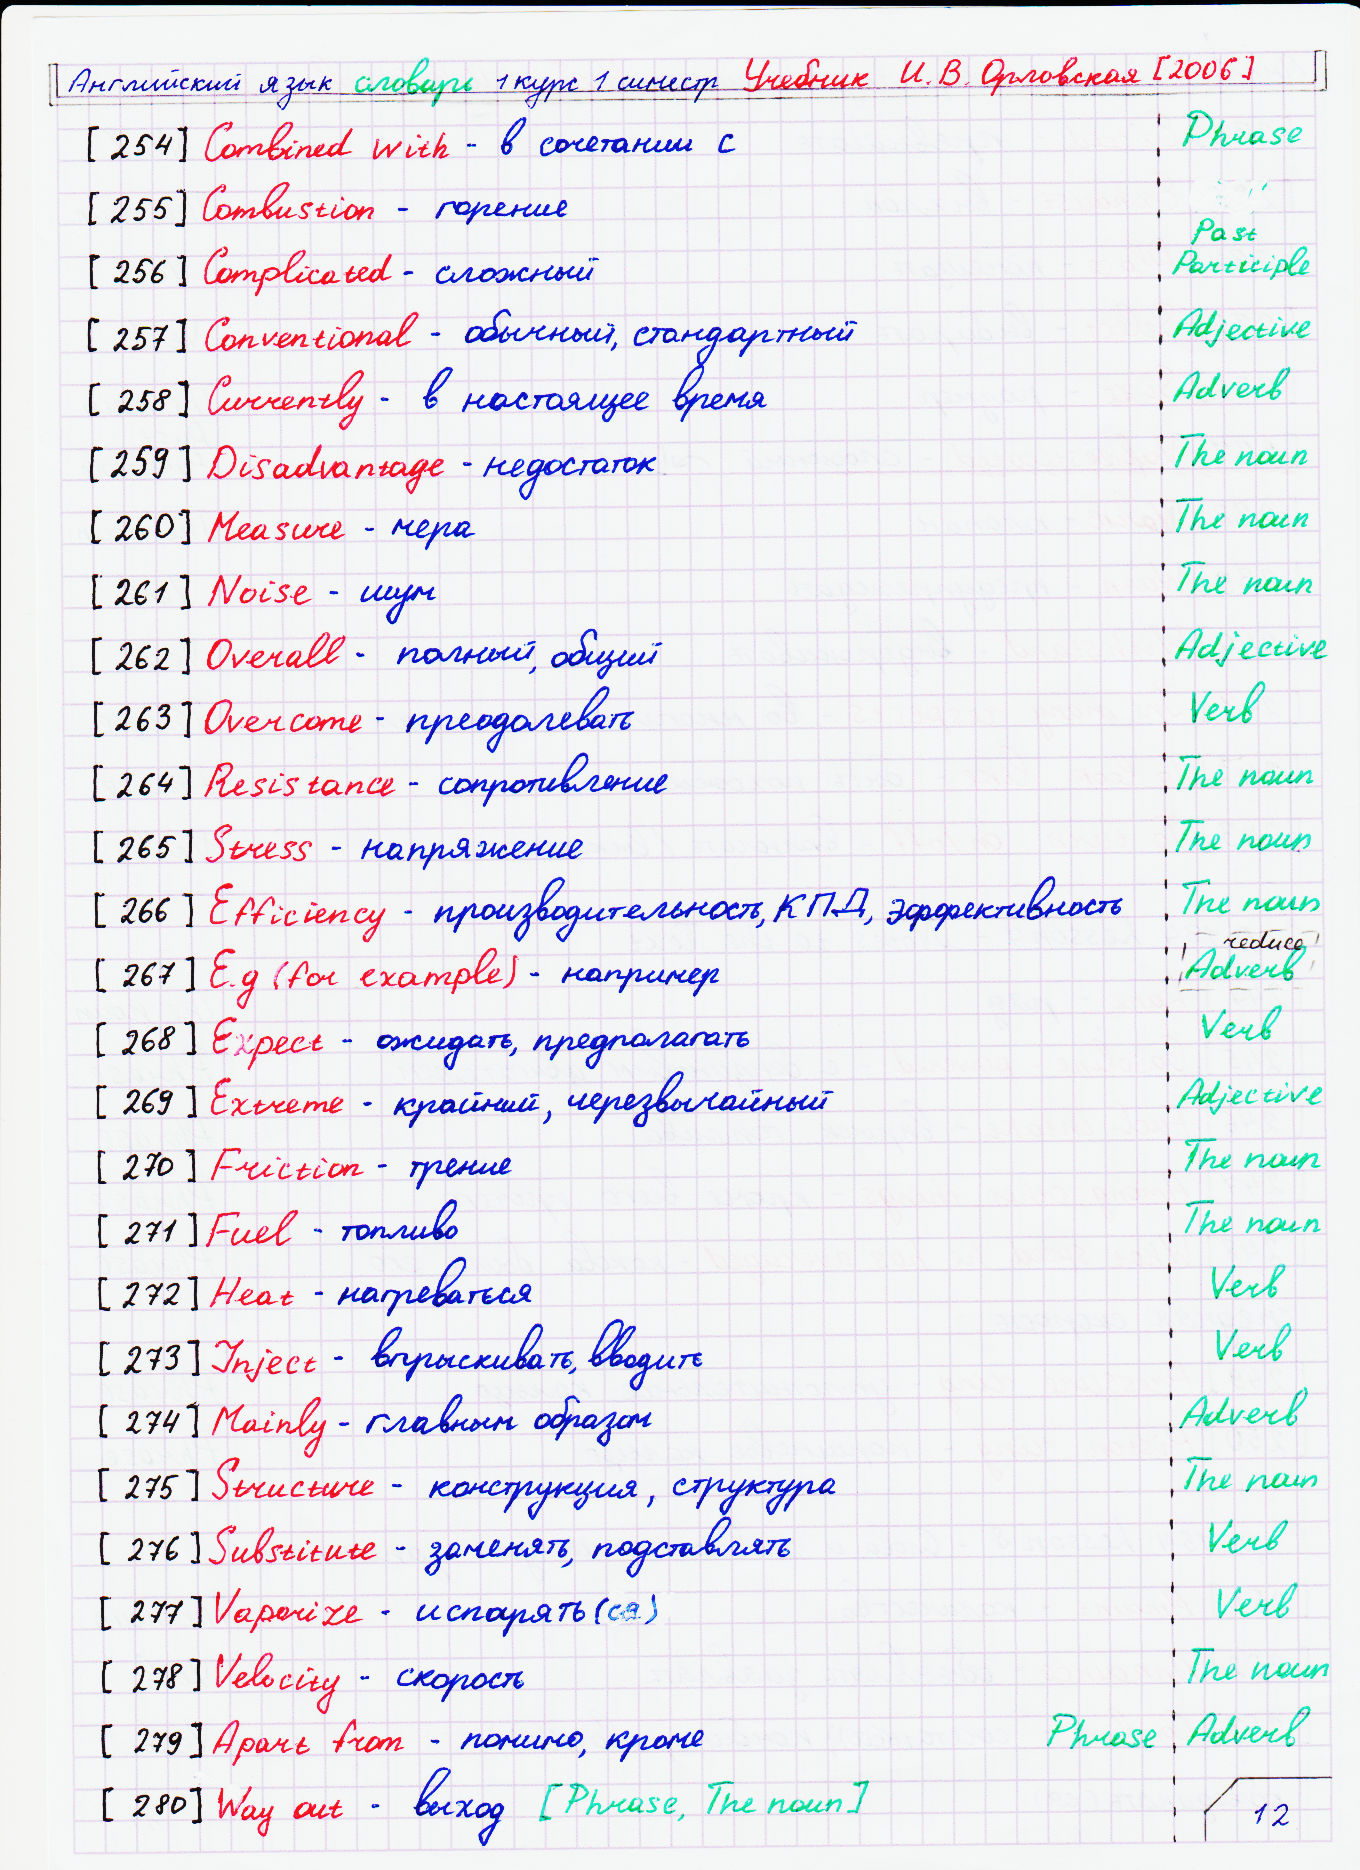 Английский язык словарь 1 курс 1 симестр Учебник И. В. Орловская [2006]
[254] Combined with - в сочетании с Phrase
[255] Combustion - горение
[256] Complicated - сложный Past Participle
[257] Conventional - обычный, стандартный Adjective
[258] Currently - в настоящее время Adverb
[259] Disadvantage - недостаток The noun
[260] Measure - мера The noun
[261] Noise - шум The noun
[262] Overall - полный, общий Adjective
[263] Overcome - преодолевать Verb
[264] Resistance - сопротивление The noun
[265] Stress - напряжение The noun
[266] Efficiency - производительность, КПД, эффективность The noun
reduce
[267] E.g (for example) - например Adverb
[268] Expect - ожидать, предполагать Verb
[269] Extreme - крайний, черезвычайный Adjective
[270] Friction - трение The noun
[271] Fuel - топливо The noun
[272] Heat - нагреваться Verb
[273] Inject - впрыскивать, вводить Verb
[274] Mainly - главным образом Adverb
[275] Structure - конструкция, структура The noun
[276] Substitute - заменять, подставлять Verb
[277] Vaporize - испарять(ся) Verb
[278] Velocity - скорость The noun
[279] Apart from - помимо, кроме Phrase Adverb
[280] Way out - выход [Phrase, The noun]
12